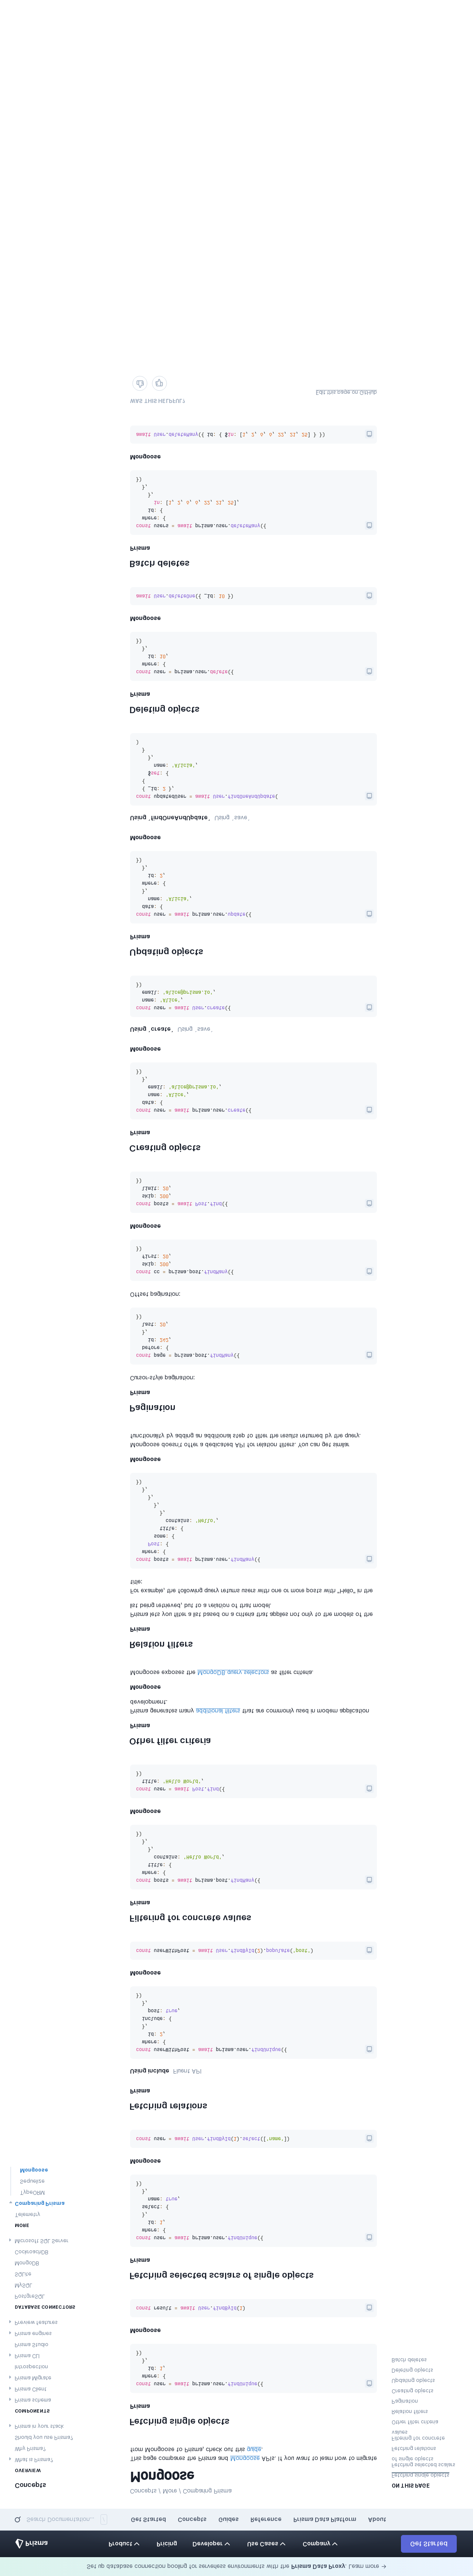 Set up database connection pooling for serverless environments with the Prisma Data Proxy. Learn more →
Prisma
Product
Pricing
Developer
Use Cases
Company
Get Started
Search Documentation...
Get Started
Concepts
Guides
Reference
Prisma Data Platform
About
Concepts
OVERVIEW
What is Prisma?
Why Prisma?
Should you use Prisma?
Prisma in your stack
COMPONENTS
Prisma schema
Prisma Client
Prisma Migrate
Introspection
Prisma CLI
Prisma Studio
Prisma engines
Preview features
DATABASE CONNECTORS
PostgreSQL
MySQL
SQLite
MongoDB
CockroachDB
Microsoft SQL Server
MORE
Telemetry
Comparing Prisma
TypeORM
Sequelize
Mongoose
Concepts / More / Comparing Prisma
Mongoose
This page compares the Prisma and Mongoose APIs. If you want to learn how to migrate
from Mongoose to Prisma, check out the guide.
Fetching single objects
Prisma
const user = await prisma.user.findUnique({
where: {
id: 1,
},
})
Mongoose
const result = await User.findById(1)
Fetching selected scalars of single objects
Prisma
const user = await prisma.user.findUnique({
where: {
id: 1,
},
select: {
name: true,
},
})
Mongoose
const user = await User.findById(1).select(['name'])
Fetching relations
Prisma
Using include Fluent API
const userWithPost = await prisma.user.findUnique({
where: {
id: 2,
},
include: {
post: true,
},
})
Mongoose
const userWithPost = await User.findById(2).populate('post')
Filtering for concrete values
Prisma
const posts = await prisma.post.findMany({
where: {
title: {
contains: 'Hello World',
},
},
})
Mongoose
const user = await Post.find({
title: 'Hello World',
})
Other filter criteria
Prisma
Prisma generates many additional filters that are commonly used in modern application
development.
Mongoose
Mongoose exposes the MongoDB query selectors as filter criteria.
Relation filters
Prisma
Prisma lets you filter a list based on a criteria that applies not only to the models of the
list being retrieved, but to a relation of that model.
For example, the following query returns users with one or more posts with "Hello" in the
title:
const posts = await prisma.user.findMany({
where: {
Post: {
some: {
title: {
contains: 'Hello',
},
},
},
},
})
Mongoose
Mongoose doesn't offer a dedicated API for relation filters. You can get similar
functionality by adding an additional step to filter the results returned by the query.
Pagination
Prisma
Cursor-style pagination:
const page = prisma.post.findMany({
before: {
id: 242,
},
last: 20,
})
Offset pagination:
const cc = prisma.post.findMany({
skip: 200,
first: 20,
})
Mongoose
const posts = await Post.find({
skip: 200,
limit: 20,
})
Creating objects
Prisma
const user = await prisma.user.create({
data: {
name: 'Alice',
email: 'alice@prisma.io',
},
})
Mongoose
Using `create` Using `save`
const user = await User.create({
name: 'Alice',
email: 'alice@prisma.io',
})
Updating objects
Prisma
const user = await prisma.user.update({
data: {
name: 'Alicia',
},
where: {
id: 2,
},
})
Mongoose
Using `findOneAndUpdate` Using `save`
const updatedUser = await User.findOneAndUpdate(
{ _id: 2 },
{
$set: {
name: 'Alicia',
},
}
)
Deleting objects
Prisma
const user = prisma.user.delete({
where: {
id: 10,
},
})
Mongoose
await User.deleteOne({ _id: 10 })
Batch deletes
Prisma
const users = await prisma.user.deleteMany({
where: {
id: {
in: [1, 2, 6, 6, 22, 21, 25],
},
},
})
Mongoose
await User.deleteMany({ id: { $in: [1, 2, 6, 6, 22, 21, 25] } })
WAS THIS HELPFUL?
Edit this page on GitHub
ON THIS PAGE
Fetching single objects
Fetching selected scalars
of single objects
Fetching relations
Filtering for concrete
values
Other filter criteria
Relation filters
Pagination
Creating objects
Updating objects
Deleting objects
Batch deletes